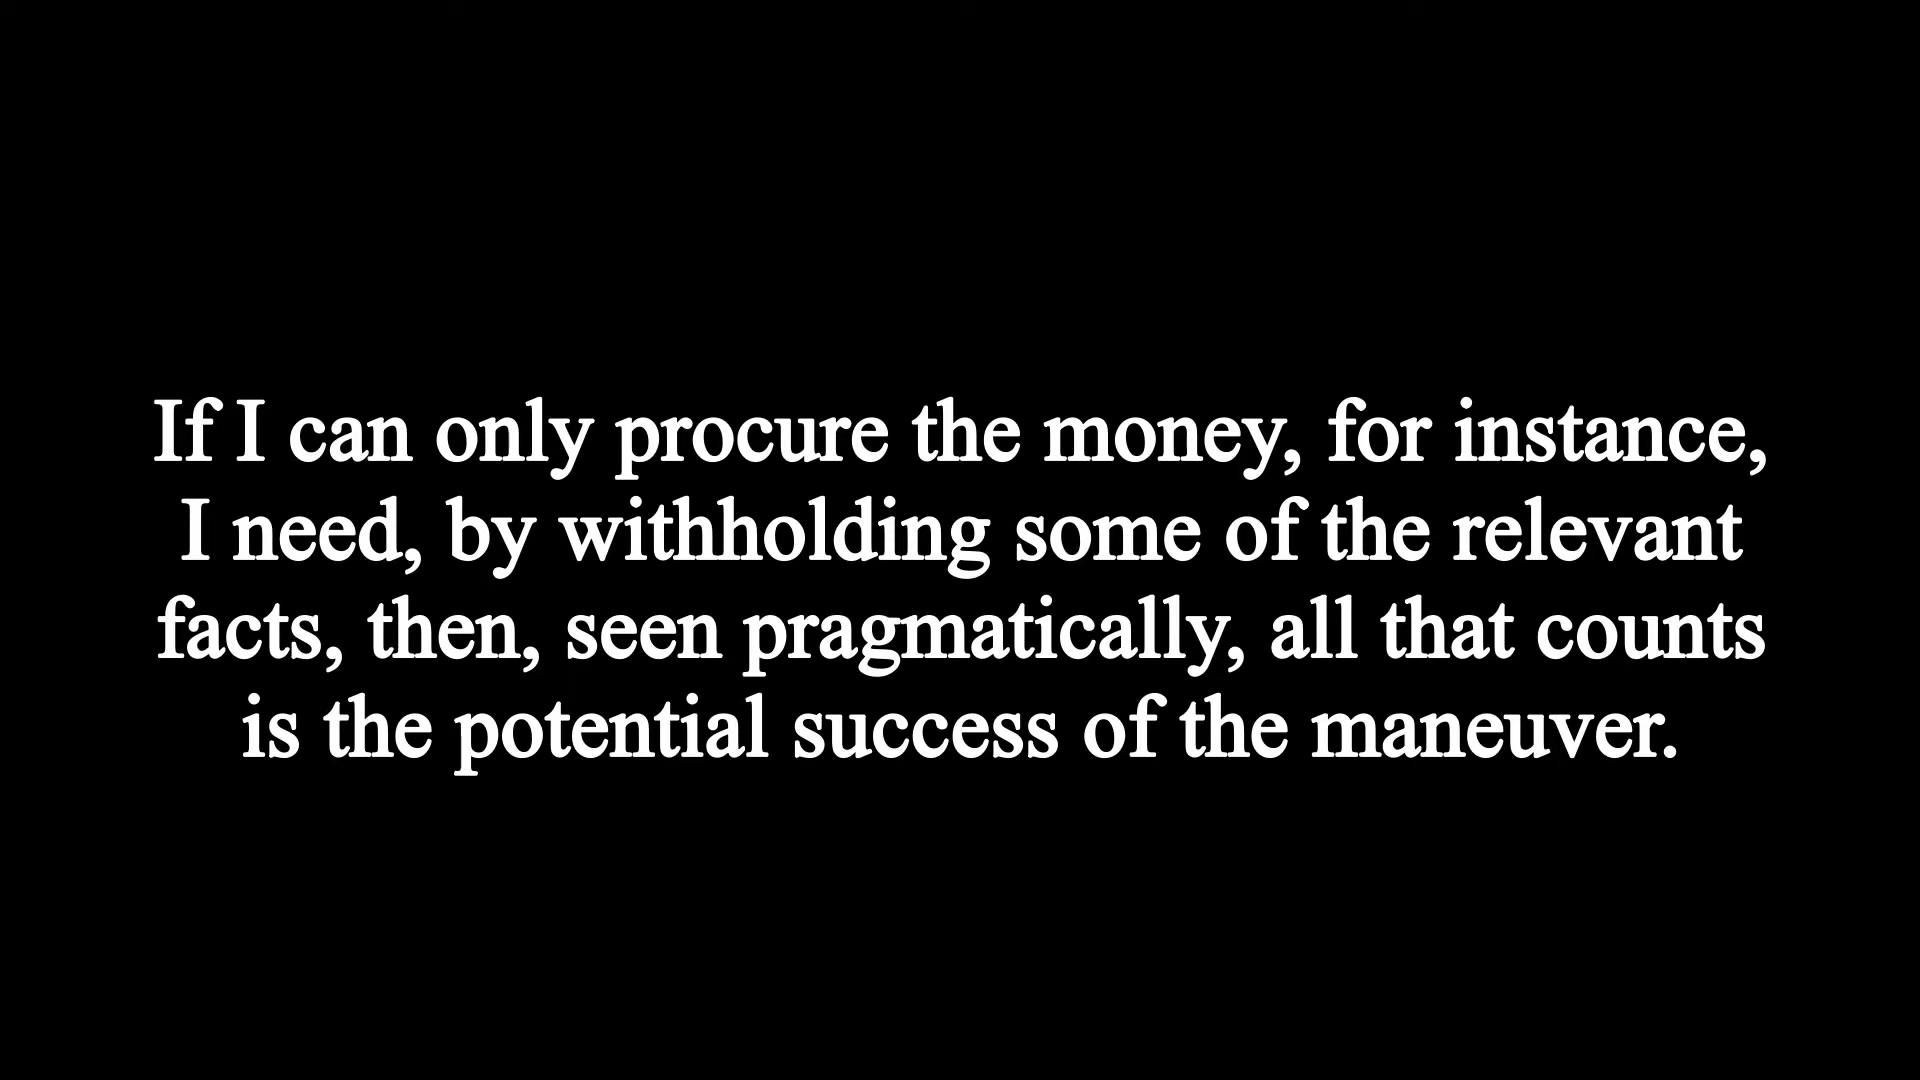 If I can only procure the money, for instance,
I need, by withholding some of the relevant
facts, then, seen pragmatically, all that counts
is the potential success of the maneuver.